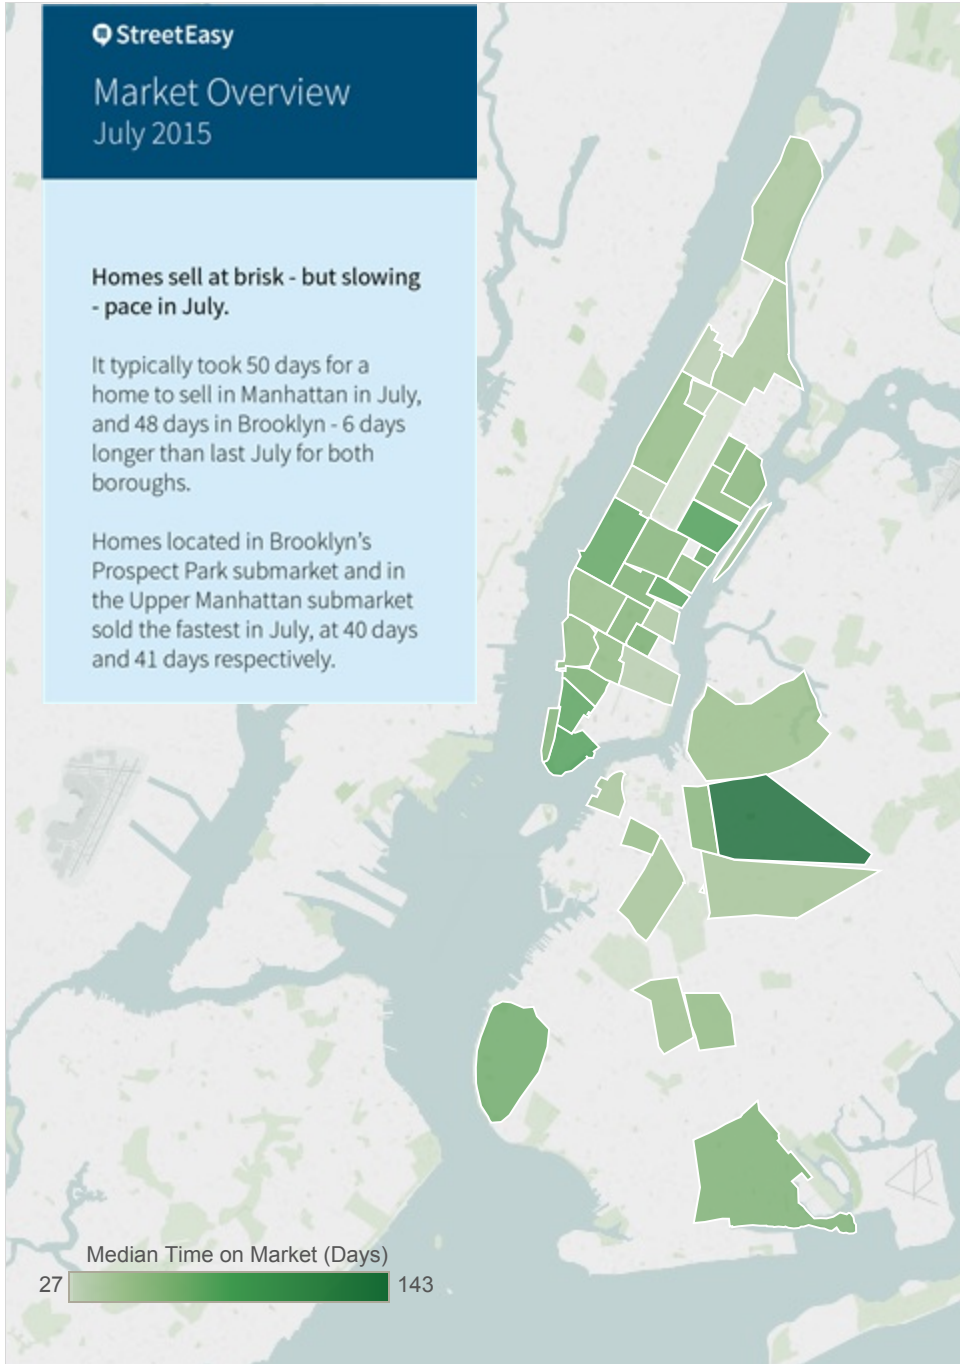 StreetEasy
Market Overview
July 2015
Homes sell at brisk - but slowing
- pace in July.
It typically took 50 days for a
home to sell in Manhattan in July,
and 48 days in Brooklyn - 6 days
longer than last July for both
boroughs.
Homes located in Brooklyn's
Prospect Park submarket and in
the Upper Manhattan submarket
sold the fastest in July, at 40 days
and 41 days respectively.
Median Time on Market (Days)
27 143